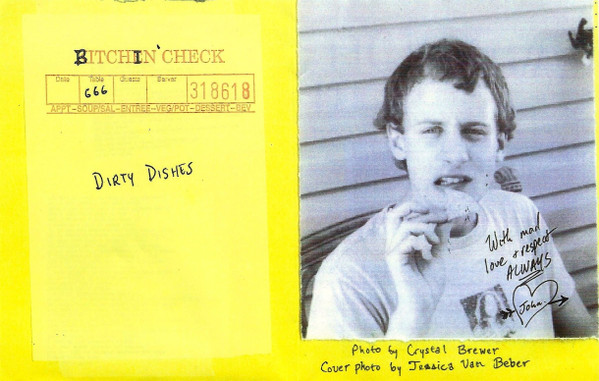 BITCHIN' CHECK
Date Table Guests Server
666 318618
APPT-SOUP/SAL-ENTREE-VEG/POT-DESSERT-BEV
DIRTY DISHES
With mad
love + respect
ALWAYS
John
Photo by Crystal Brewer
Cover photo by Jessica Van Beber